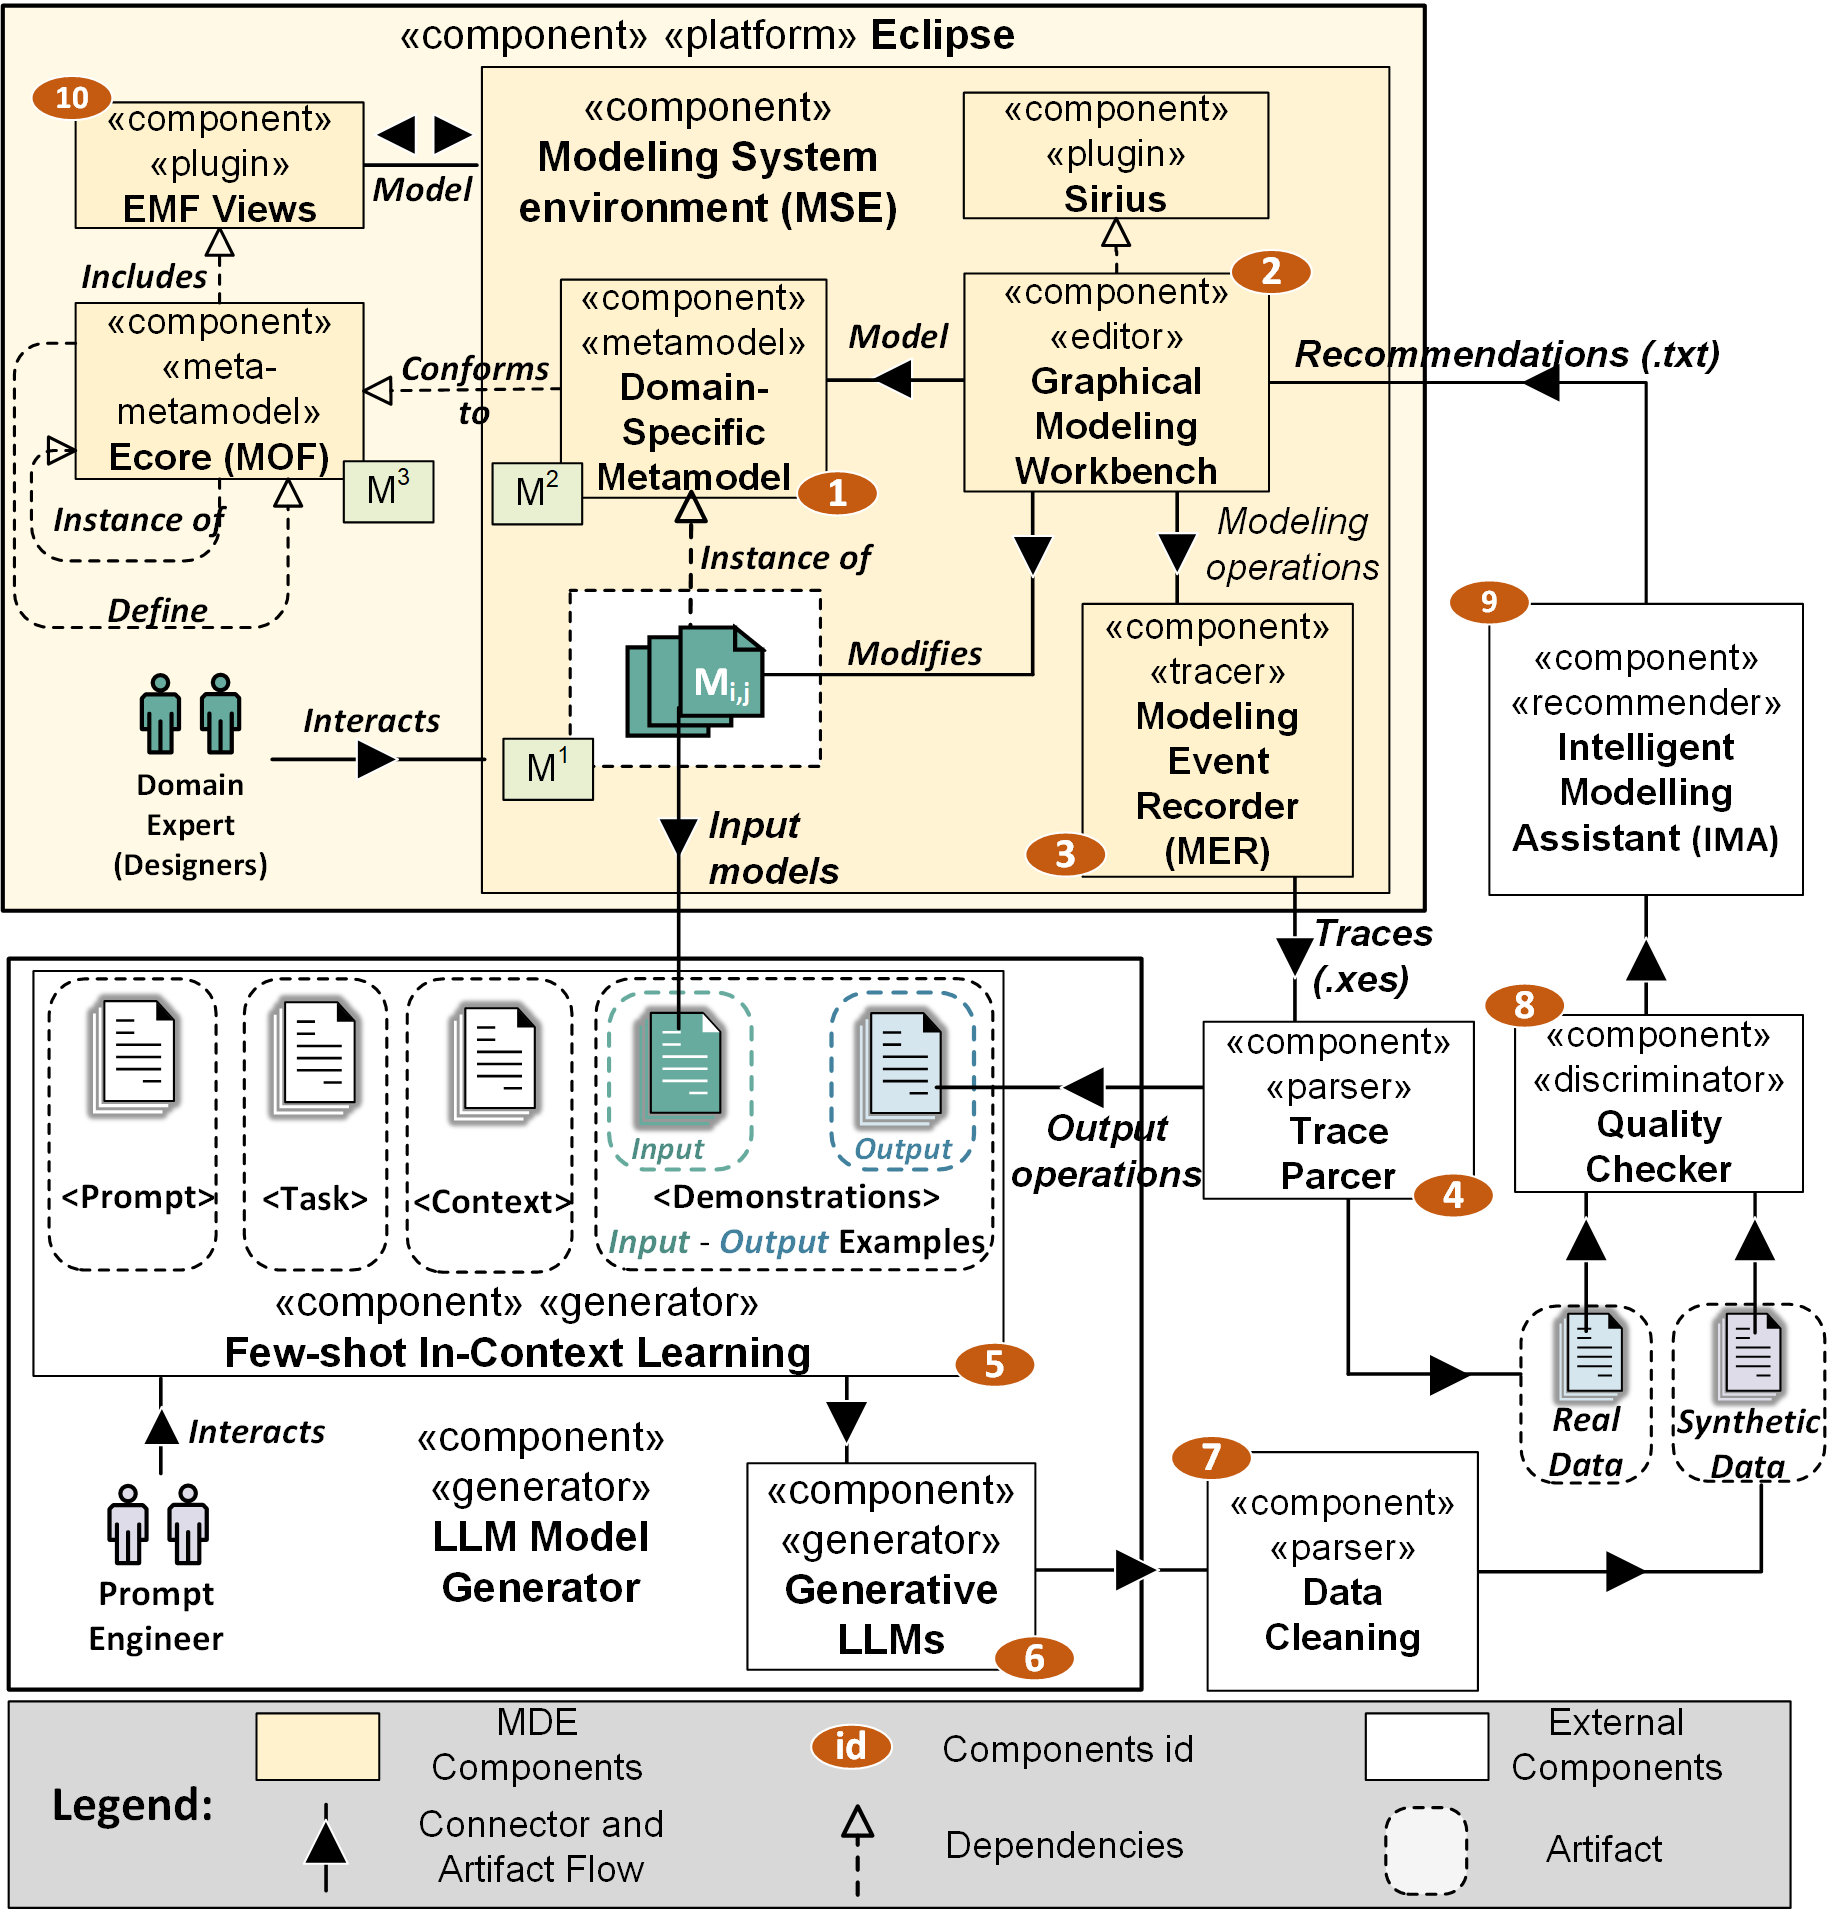 «component» «platform» Eclipse
10
«component»
«plugin»
EMF Views
Model
«component»
Modeling System
environment (MSE)
«component»
«plugin»
Sirius
Includes
«component»
«meta-
metamodel»
Ecore (MOF)
M3
Instance of
Define
Conforms
to
«component»
«metamodel»
Domain-
Specific
Metamodel
M2
1
Model
2
«component»
«editor»
Graphical
Modeling
Workbench
Recommendations (.txt)
Instance of
Modeling
operations
Mi,j
M1
Modifies
«component»
«tracer»
Modeling
Event
Recorder
(MER)
3
9
«component»
«recommender»
Intelligent
Modelling
Assistant (IMA)
Interacts
Domain
Expert
(Designers)
Input
models
Traces
(.xes)
<Prompt>
<Task>
<Context>
Input
Output
<Demonstrations>
Input - Output Examples
Output
operations
«component»
«parser»
Trace
Parcer
4
8
«component»
«discriminator»
Quality
Checker
«component» «generator»
Few-shot In-Context Learning
5
Interacts
Prompt
Engineer
«component»
«generator»
LLM Model
Generator
«component»
«generator»
Generative
LLMs
6
7
«component»
«parser»
Data
Cleaning
Real
Data
Synthetic
Data
Legend:
MDE
Components
id
Components id
External
Components
Connector and
Artifact Flow
Dependencies
Artifact